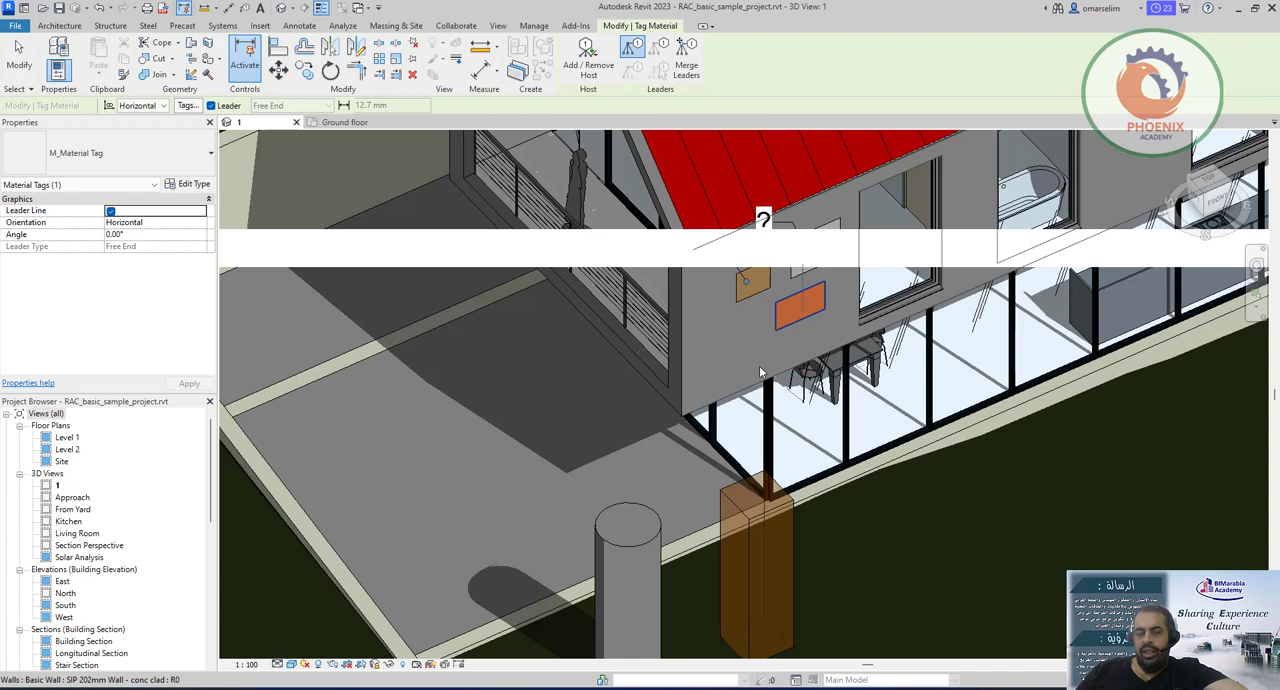 Autodesk Revit 2023 - RAC_basic_sample_project.rvt - 3D View: 1
omarselim
23
File
Architecture
Structure
Steel
Precast
Systems
Insert
Annotate
Analyze
Massing & Site
Collaborate
View
Manage
Add-Ins
Modify | Tag Material
Modify
Paste
Cope
Cut
Join
Activate
Add / Remove
Host
Merge
Leaders
Select
Properties
Clipboard
Geometry
Controls
Modify
View
Measure
Create
Host
Leaders
Modify | Tag Material
Horizontal
Tags...
Leader
Free End
12.7 mm
PHOENIX
ACADEMY
Properties
M_Material Tag
Material Tags (1)
Edit Type
Graphics
Leader Line
Orientation
Horizontal
Angle
0.00°
Leader Type
Free End
Properties help
Apply
1
Ground floor
?
TOP
FRONT
Project Browser - RAC_basic_sample_project.rvt
Views (all)
Floor Plans
Level 1
Level 2
Site
3D Views
1
Approach
From Yard
Kitchen
Living Room
Section Perspective
Solar Analysis
Elevations (Building Elevation)
East
North
South
West
Sections (Building Section)
Building Section
Longitudinal Section
Stair Section
1 : 100
Walls : Basic Wall : SIP 202mm Wall - conc clad : R0
:0
Main Model
الرسالة :
الرؤية :
BIMarabia
Academy
Sharing Experience
Culture